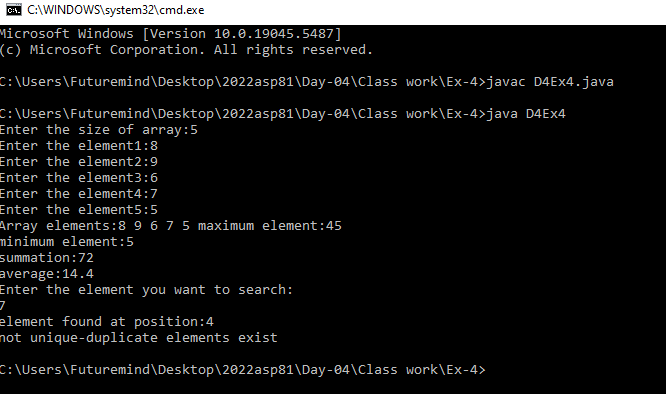 C:\WINDOWS\system32\cmd.exe
Microsoft Windows [Version 10.0.19045.5487]
(c) Microsoft Corporation. All rights reserved.
C:\Users\Futuremind\Desktop\2022asp81\Day-04\Class work\Ex-4>javac D4Ex4.java
C:\Users\Futuremind\Desktop\2022asp81\Day-04\Class work\Ex-4>java D4Ex4
Enter the size of array:5
Enter the element1:8
Enter the element2:9
Enter the element3:6
Enter the element4:7
Enter the element5:5
Array elements:8 9 6 7 5 maximum element:45
minimum element:5
summation:72
average:14.4
Enter the element you want to search:
7
element found at position:4
not unique-duplicate elements exist
C:\Users\Futuremind\Desktop\2022asp81\Day-04\Class work\Ex-4>